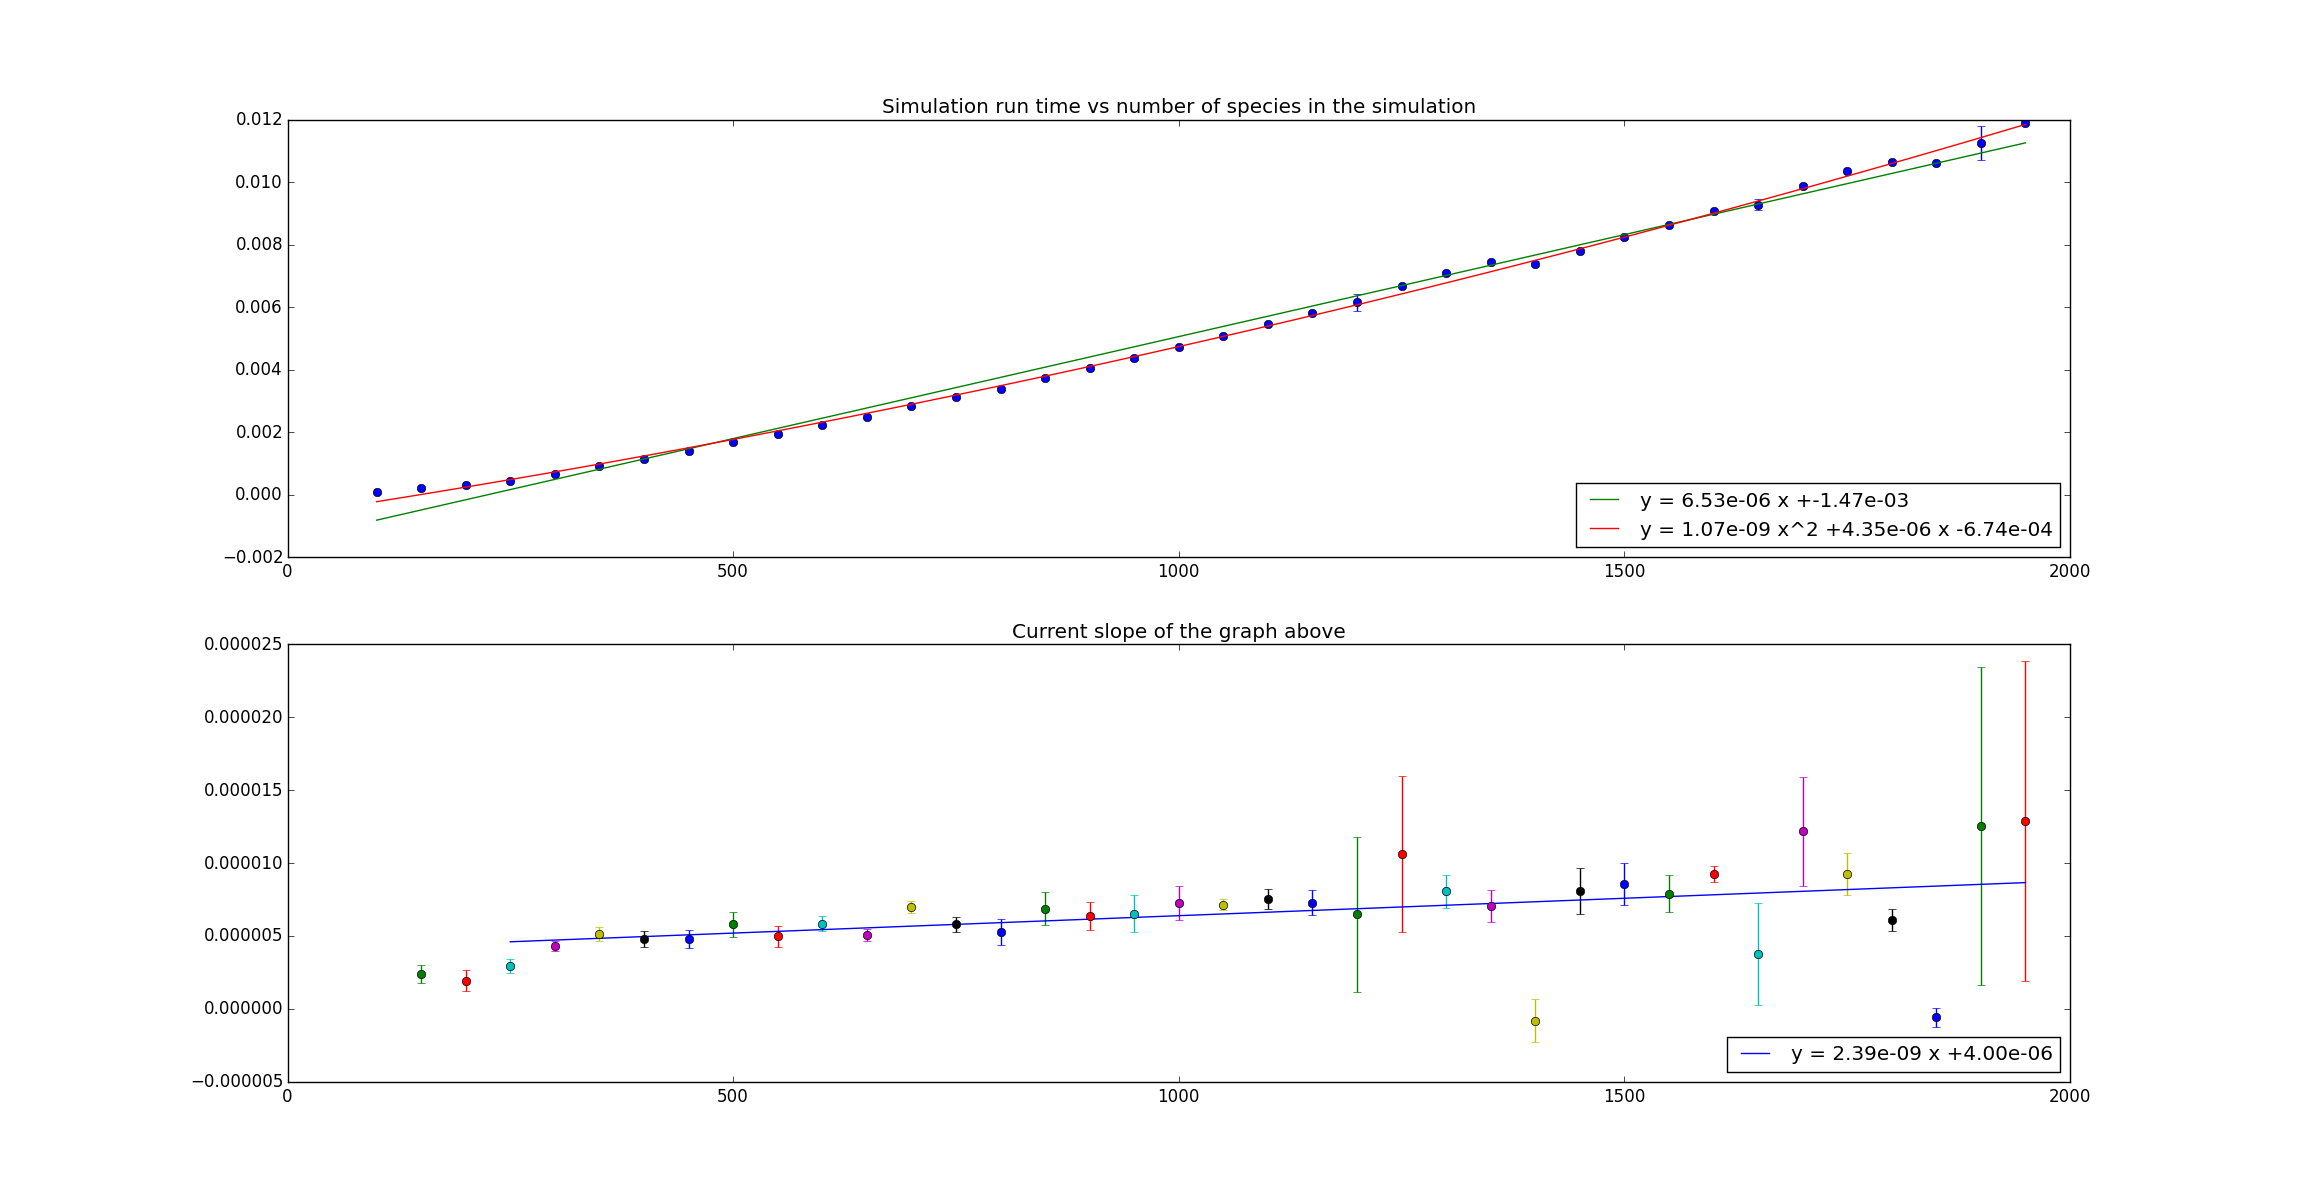 Simulation run time vs number of species in the simulation
0.012
0.010
0.008
0.006
0.004
0.002
0.000
−0.002
0 500 1000 1500 2000
y = 6.53e-06 x +-1.47e-03
y = 1.07e-09 x^2 +4.35e-06 x -6.74e-04
Current slope of the graph above
0.000025
0.000020
0.000015
0.000010
0.000005
0.000000
−0.000005
0 500 1000 1500 2000
y = 2.39e-09 x +4.00e-06